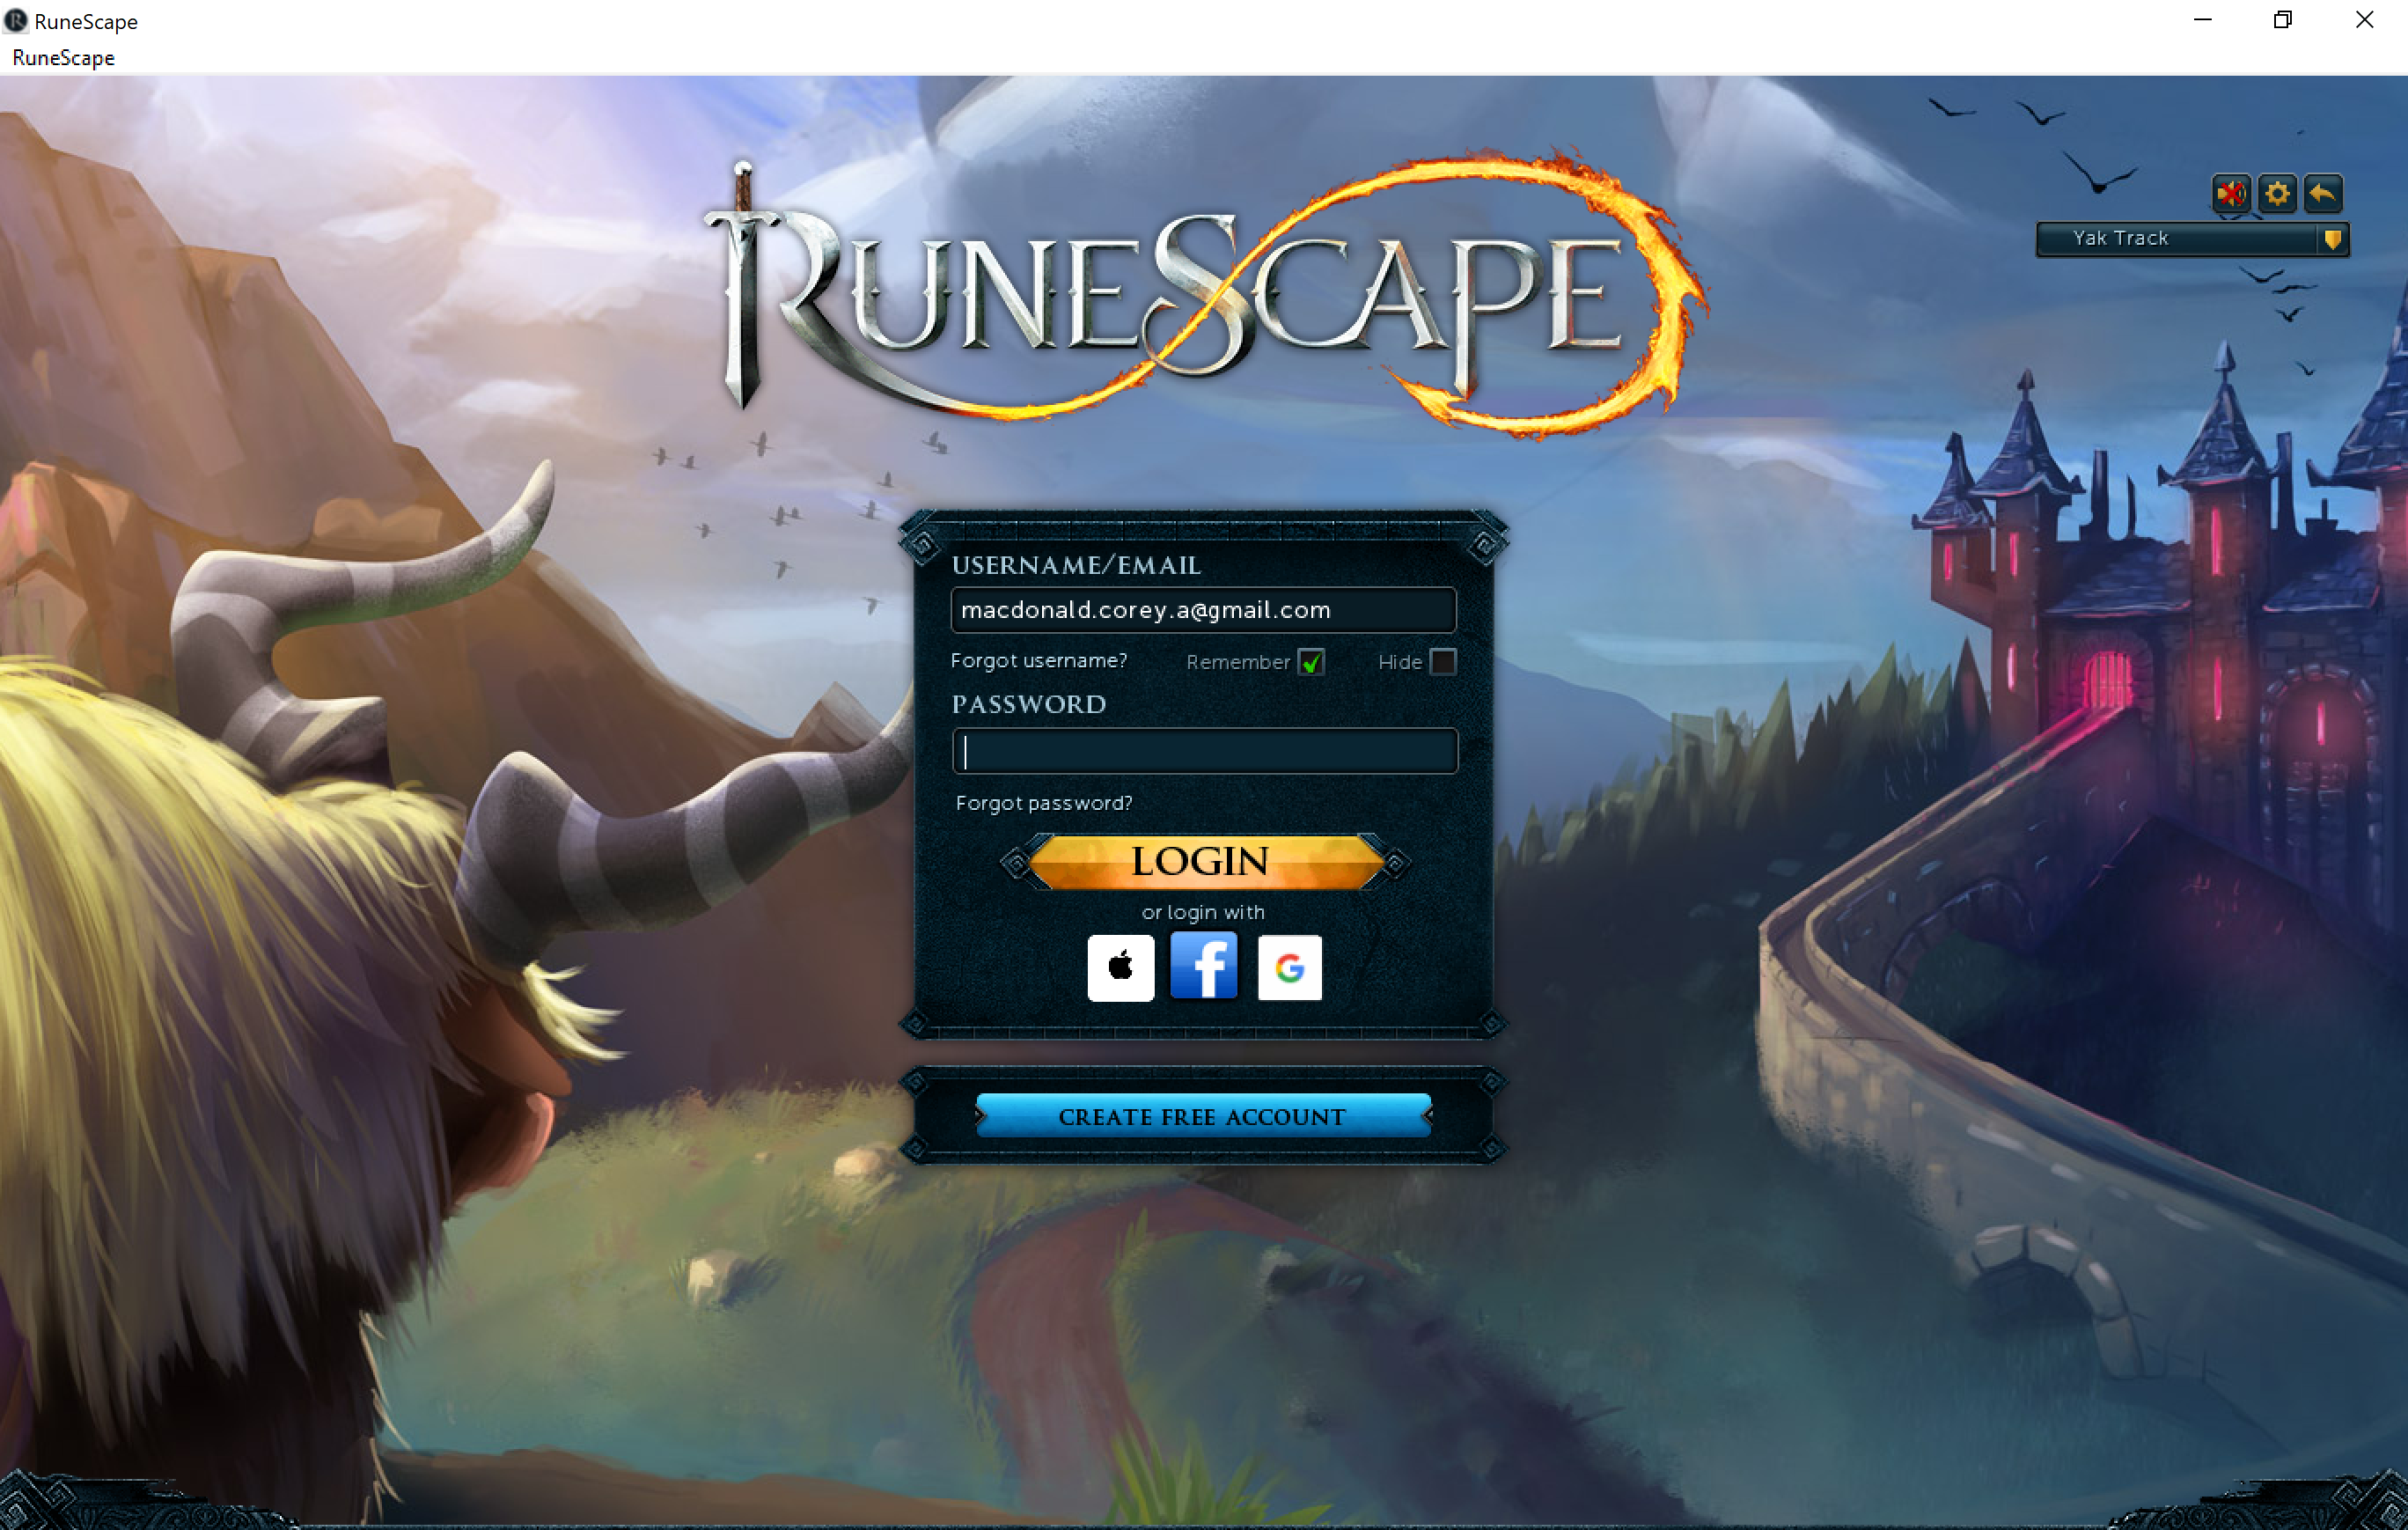 RuneScape
RuneScape
RUNESCAPE
Yak Track
USERNAME/EMAIL
macdonald.corey.a@gmail.com
Forgot username? Remember Hide
PASSWORD
Forgot password?
LOGIN
or login with
CREATE FREE ACCOUNT